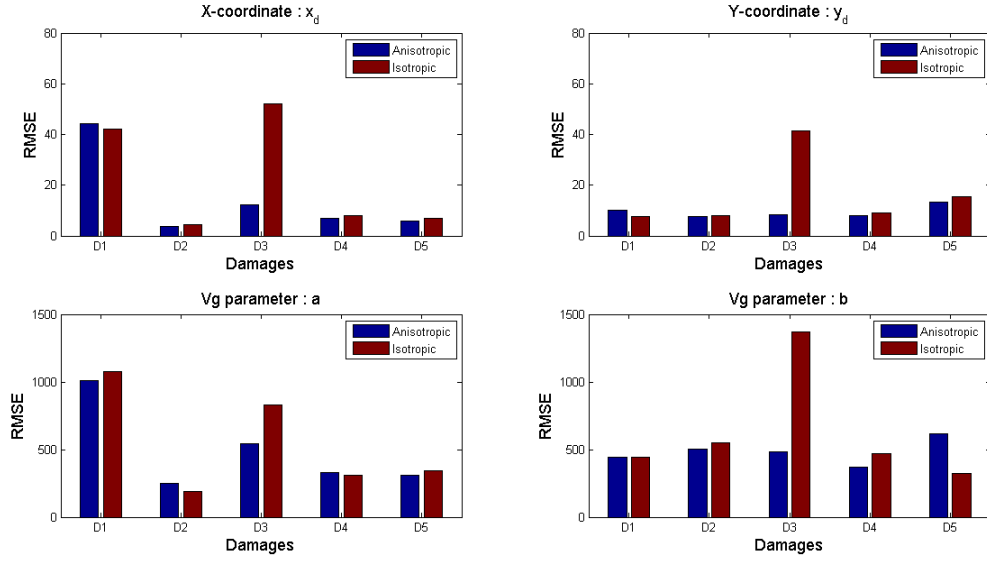 X-coordinate : x_d
80
60
40
20
0
RMSE
Anisotropic
Isotropic
D1 D2 D3 D4 D5
Damages
Y-coordinate : y_d
80
60
40
20
0
RMSE
Anisotropic
Isotropic
D1 D2 D3 D4 D5
Damages
Vg parameter : a
1500
1000
500
0
RMSE
Anisotropic
Isotropic
D1 D2 D3 D4 D5
Damages
Vg parameter : b
1500
1000
500
0
RMSE
Anisotropic
Isotropic
D1 D2 D3 D4 D5
Damages